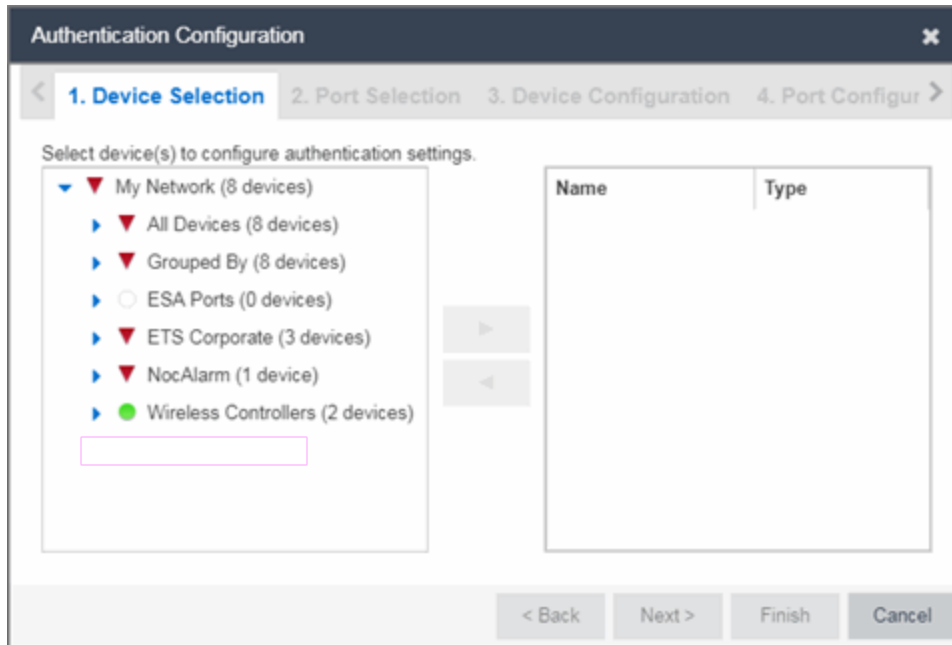 Authentication Configuration
1. Device Selection 2. Port Selection 3. Device Configuration 4. Port Configur
Select device(s) to configure authentication settings.
My Network (8 devices)
All Devices (8 devices)
Grouped By (8 devices)
ESA Ports (0 devices)
ETS Corporate (3 devices)
NocAlarm (1 device)
Wireless Controllers (2 devices)
Name Type
< Back Next > Finish Cancel